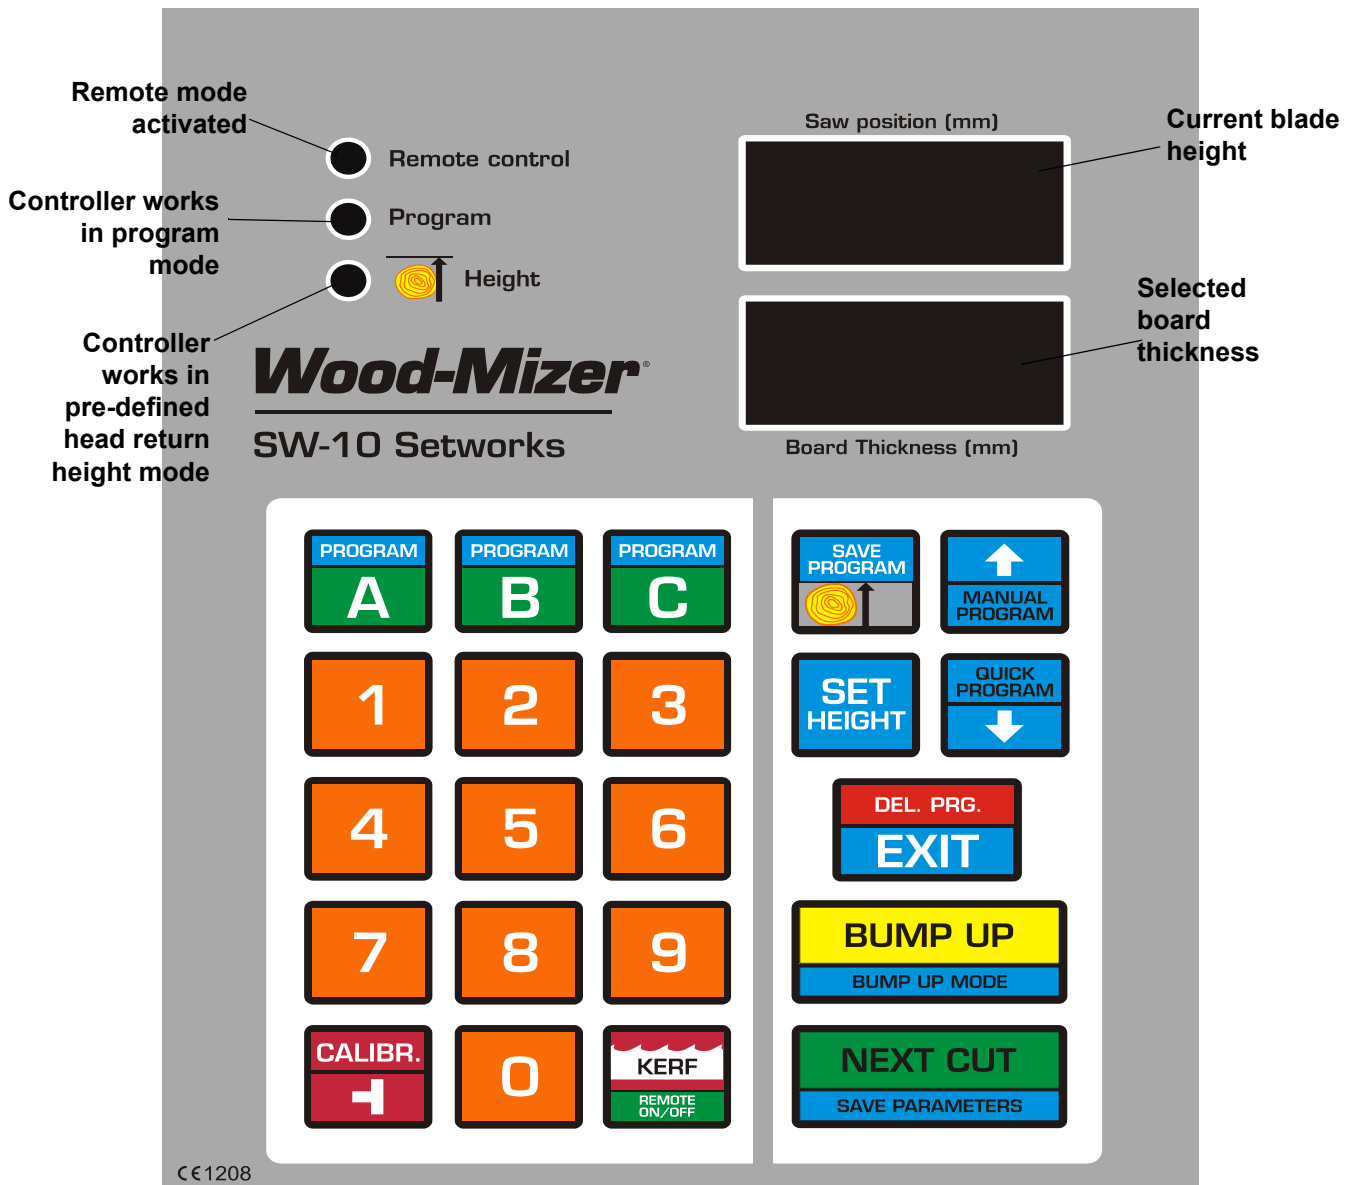 Remote mode
activated
Controller works
in program
mode
Controller
works in
pre-defined
head return
height mode
Remote control
Program
Height
Wood-Mizer®
SW-10 Setworks
Saw position (mm)
Board Thickness (mm)
Current blade
height
Selected
board
thickness
PROGRAM
A
PROGRAM
B
PROGRAM
C
SAVE
PROGRAM
MANUAL
PROGRAM
1
2
3
SET
HEIGHT
QUICK
PROGRAM
4
5
6
DEL. PRG.
EXIT
7
8
9
BUMP UP
BUMP UP MODE
CALIBR.
0
KERF
REMOTE
ON/OFF
NEXT CUT
SAVE PARAMETERS
C€1208